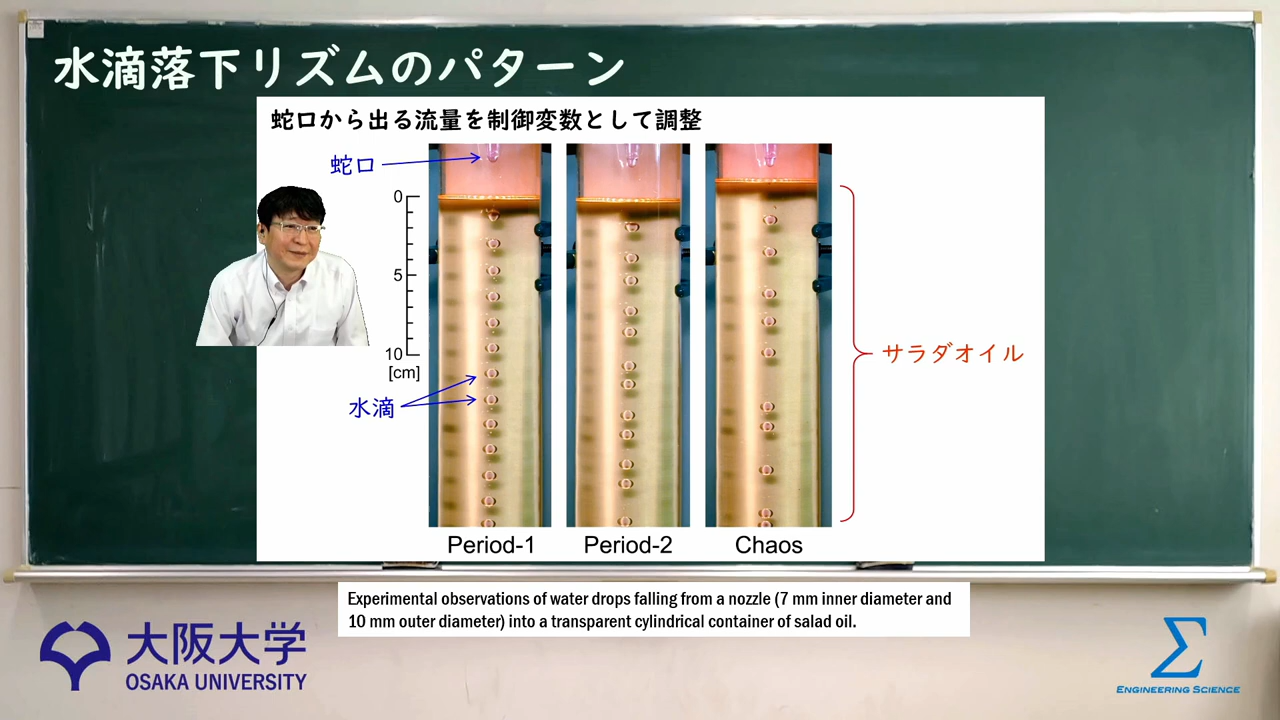 水滴落下リズムのパターン
蛇口から出る流量を制御変数として調整
蛇口
0
5
10
[cm]
水滴
サラダオイル
Period-1
Period-2
Chaos
Experimental observations of water drops falling from a nozzle (7 mm inner diameter and
10 mm outer diameter) into a transparent cylindrical container of salad oil.
大阪大学
OSAKA UNIVERSITY
Σ
ENGINEERING SCIENCE